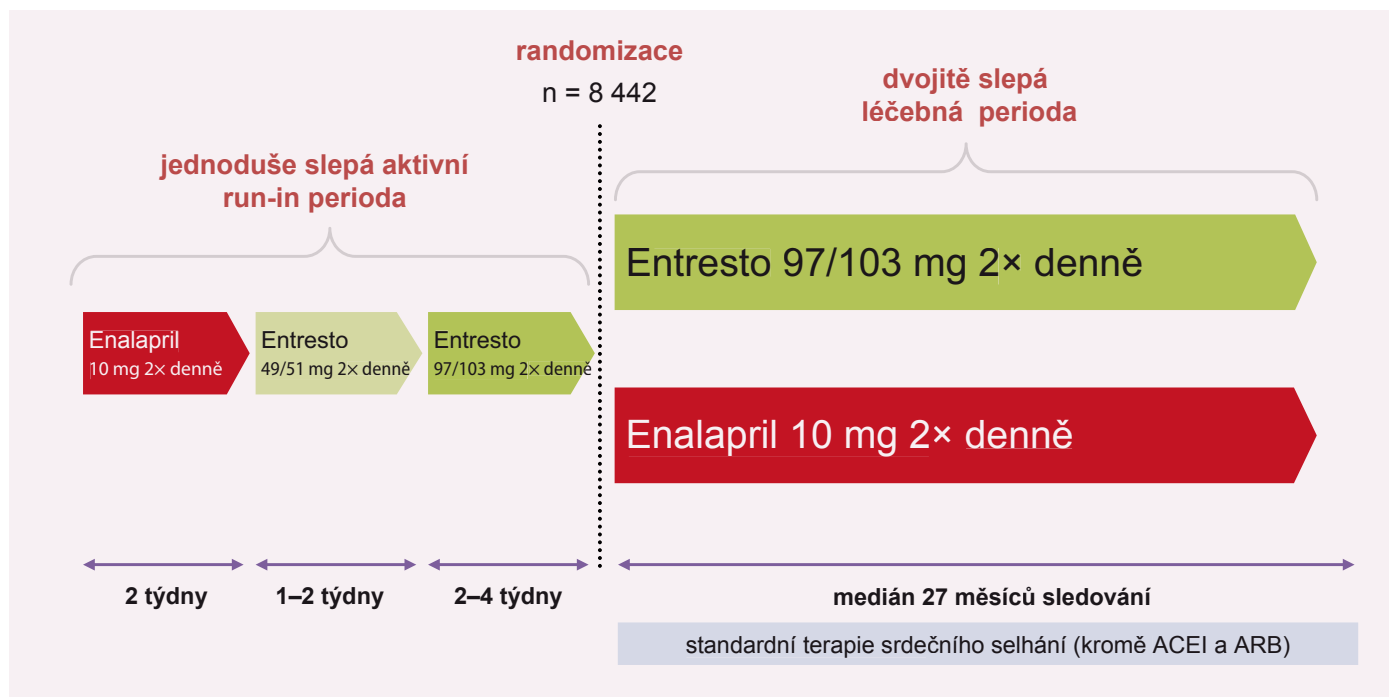 randomizace
n = 8 442
dvojitě slepá
léčebná perioda
jednoduše slepá aktivní
run-in perioda
Entresto 97/103 mg 2× denně
Enalapril
10 mg 2× denně
Entresto
49/51 mg 2× denně
Entresto
97/103 mg 2× denně
Enalapril 10 mg 2× denně
2 týdny
1–2 týdny
2–4 týdny
medián 27 měsíců sledování
standardní terapie srdečního selhání (kromě ACEI a ARB)